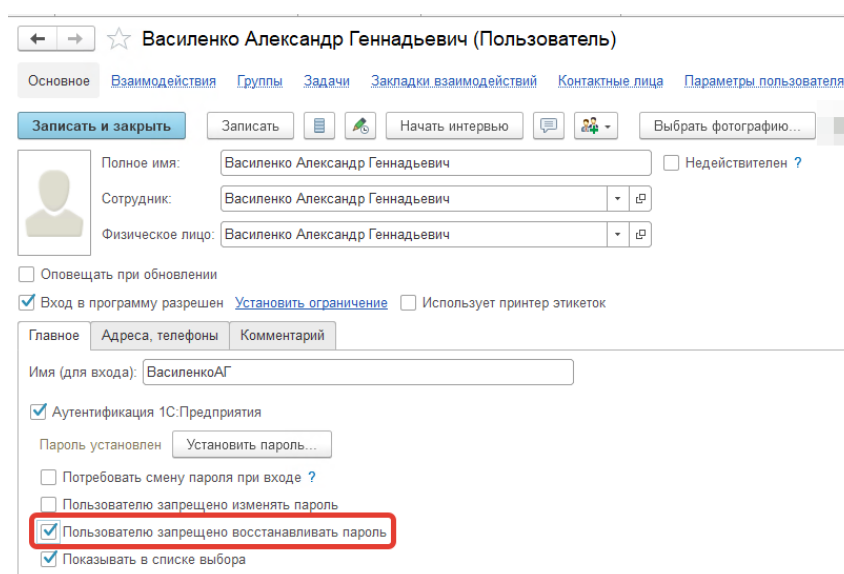 Василенко Александр Геннадьевич (Пользователь)
Основное Взаимодействия Группы Задачи Закладки взаимодействий Контактные лица Параметры пользователя
Записать и закрыть Записать Начать интервью Выбрать фотографию...
Полное имя: Василенко Александр Геннадьевич Недействителен ?
Сотрудник: Василенко Александр Геннадьевич
Физическое лицо: Василенко Александр Геннадьевич
Оповещать при обновлении
Вход в программу разрешен Установить ограничение Использует принтер этикеток
Главное Адреса, телефоны Комментарий
Имя (для входа): ВасиленкоАГ
Аутентификация 1С:Предприятия
Пароль установлен Установить пароль...
Потребовать смену пароля при входе ?
Пользователю запрещено изменять пароль
Пользователю запрещено восстанавливать пароль
Показывать в списке выбора